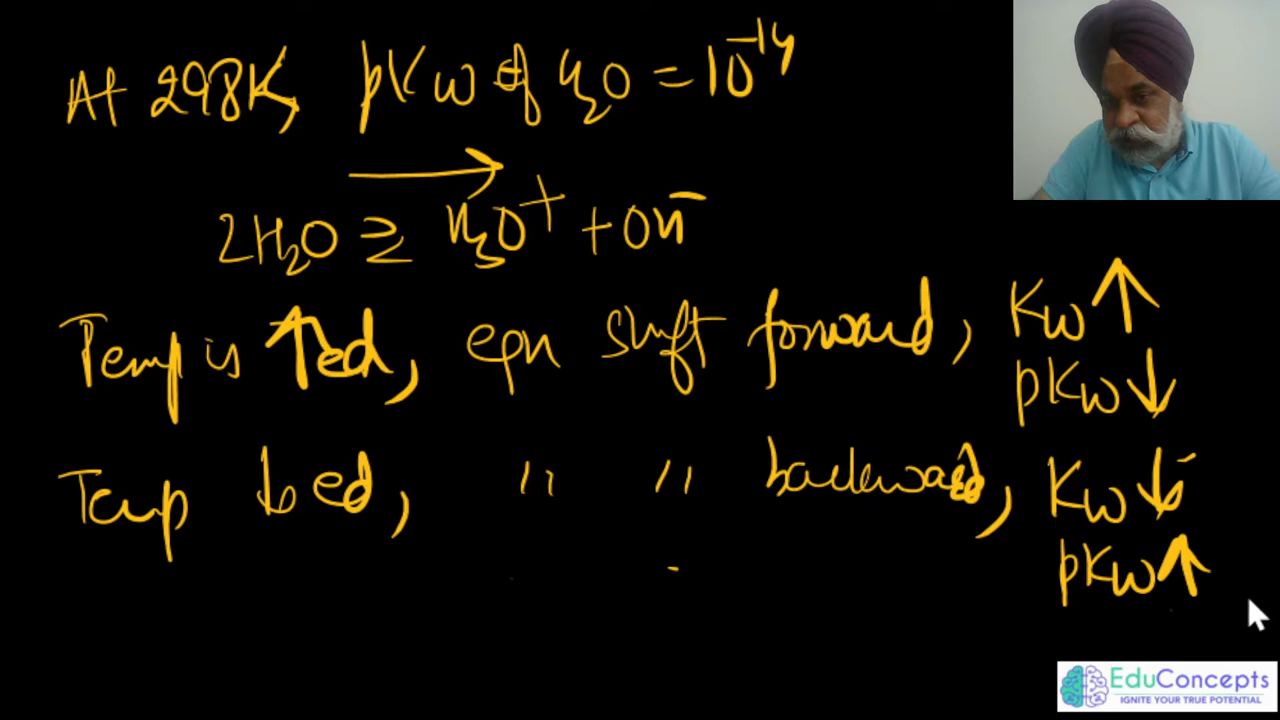 At 298K, pKw of H2O = 10^-14
2H2O ⇌ H3O+ + OH-
Temp is ↑ed, eqn shift forward, Kw ↑
pKw ↓
Temp ↓ed, " " backward, Kw ↓
pKw ↑
EduConcepts
IGNITE YOUR TRUE POTENTIAL